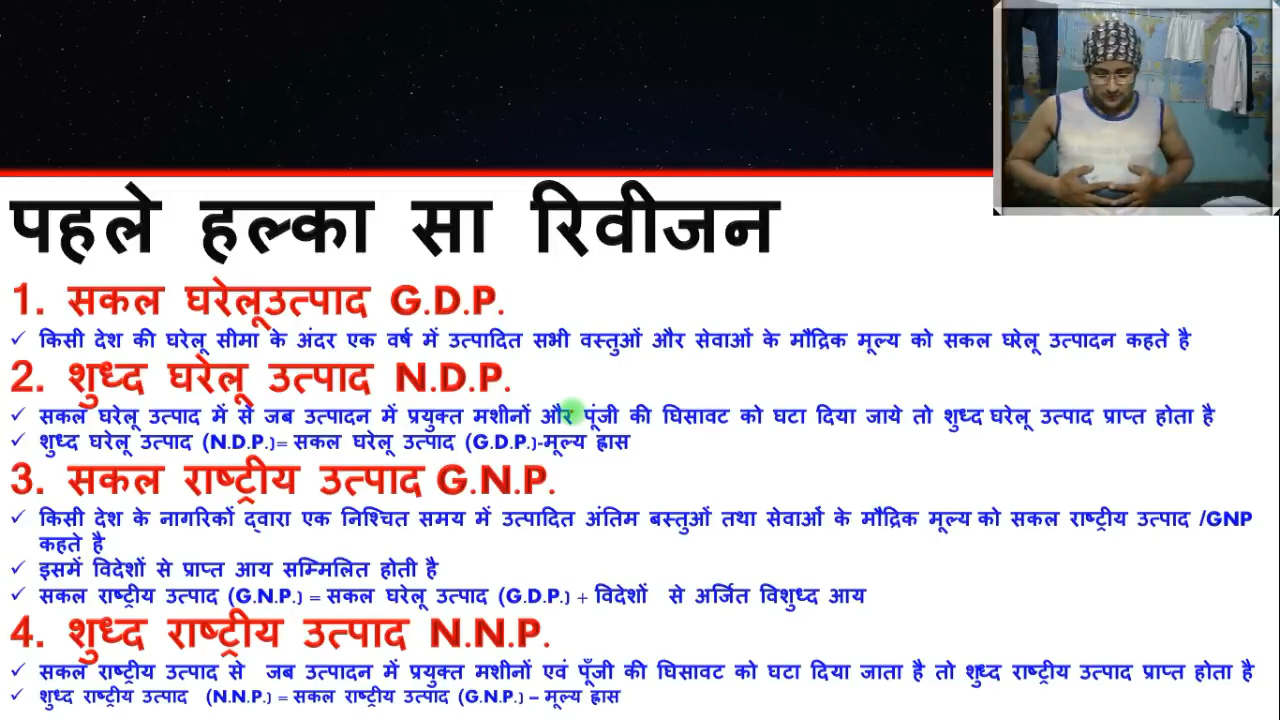 पहले हल्का सा रिवीजन
1. सकल घरेलूउत्पाद G.D.P.
✓ किसी देश की घरेलू सीमा के अंदर एक वर्ष में उत्पादित सभी वस्तुओं और सेवाओं के मौद्रिक मूल्य को सकल घरेलू उत्पादन कहते है
2. शुध्द घरेलू उत्पाद N.D.P.
✓ सकल घरेलू उत्पाद में से जब उत्पादन में प्रयुक्त मशीनों और पूंजी की घिसावट को घटा दिया जाये तो शुध्द घरेलू उत्पाद प्राप्त होता है
✓ शुध्द घरेलू उत्पाद (N.D.P.)= सकल घरेलू उत्पाद (G.D.P.)-मूल्य ह्रास
3. सकल राष्ट्रीय उत्पाद G.N.P.
✓ किसी देश के नागरिकों द्वारा एक निश्चित समय में उत्पादित अंतिम बस्तुओं तथा सेवाओं के मौद्रिक मूल्य को सकल राष्ट्रीय उत्पाद /GNP
कहते है
✓ इसमें विदेशों से प्राप्त आय सम्मिलित होती है
✓ सकल राष्ट्रीय उत्पाद (G.N.P.) = सकल घरेलू उत्पाद (G.D.P.) + विदेशों से अर्जित विशुध्द आय
4. शुध्द राष्ट्रीय उत्पाद N.N.P.
✓ सकल राष्ट्रीय उत्पाद से जब उत्पादन में प्रयुक्त मशीनों एवं पूँजी की घिसावट को घटा दिया जाता है तो शुध्द राष्ट्रीय उत्पाद प्राप्त होता है
✓ शुध्द राष्ट्रीय उत्पाद (N.N.P.) = सकल राष्ट्रीय उत्पाद (G.N.P.) – मूल्य ह्रास